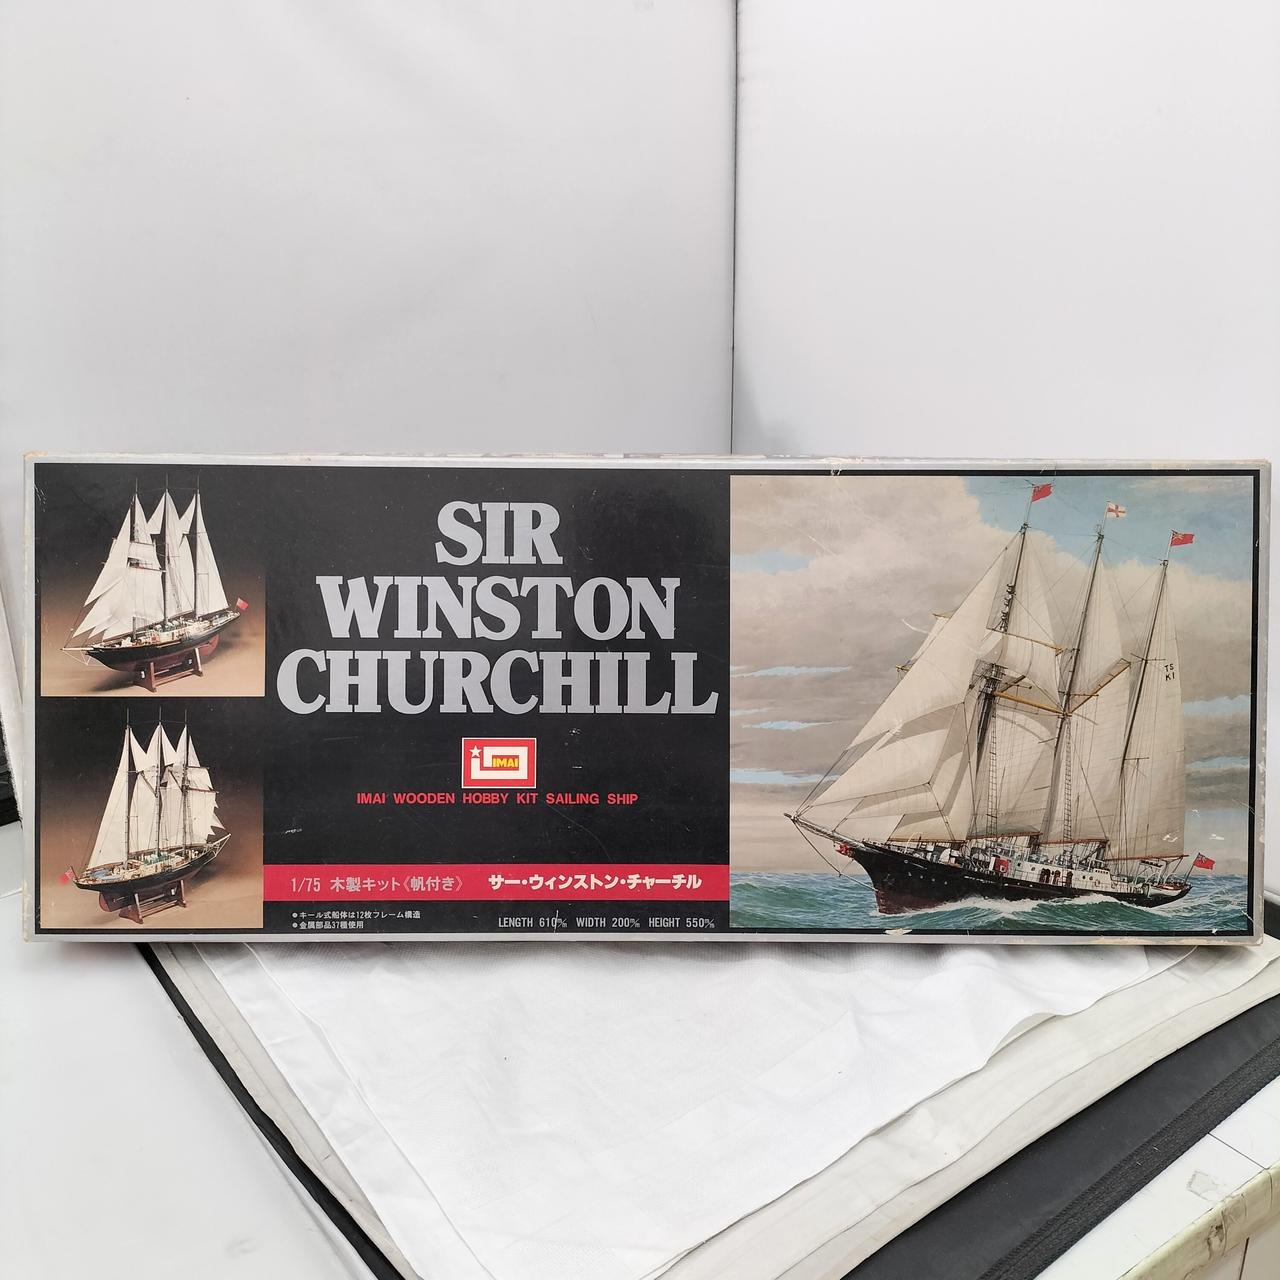 SIR
WINSTON
CHURCHILL
IMAI
IMAI WOODEN HOBBY KIT SAILING SHIP
1/75 木製キット《帆付き》 サー・ウィンストン・チャーチル
●キール式船体は12枚フレーム構造
●金属部品37種使用
LENGTH 610㎜ WIDTH 200㎜ HEIGHT 550㎜
TS
K1